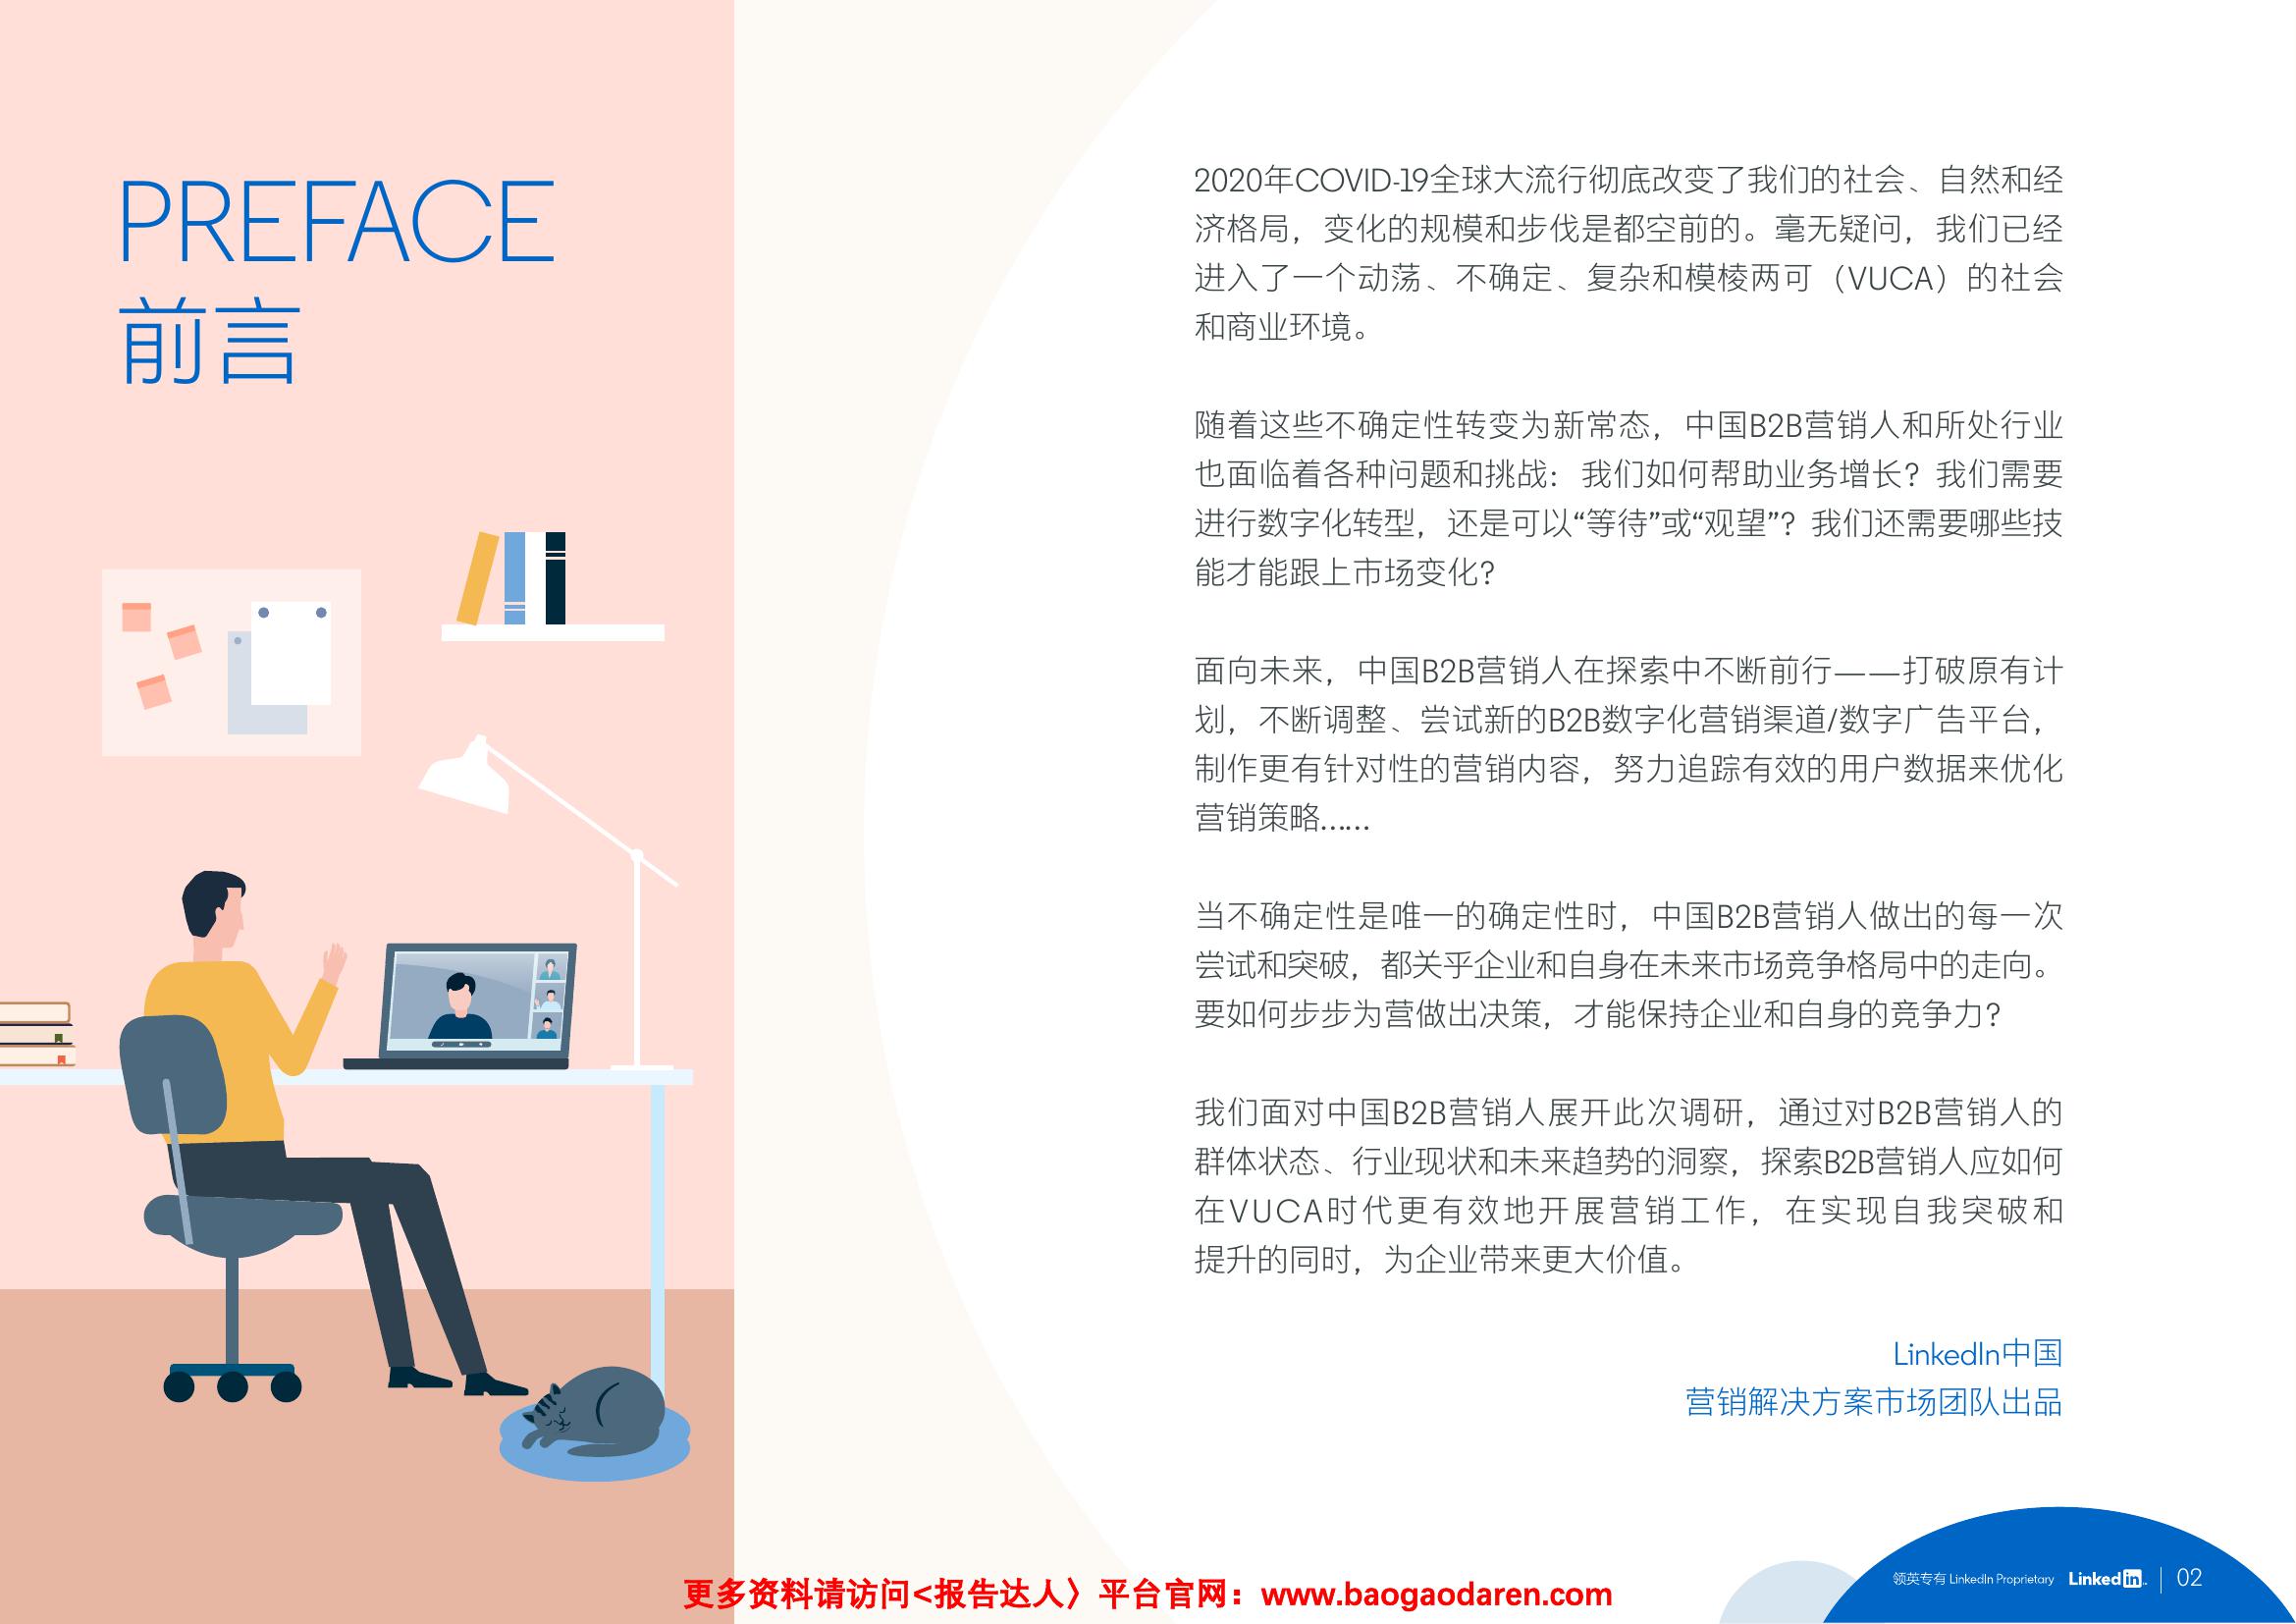 PREFACE
前言
2020年COVID-19全球大流行彻底改变了我们的社会、自然和经
济格局，变化的规模和步伐是都空前的。毫无疑问，我们已经
进入了一个动荡、不确定、复杂和模棱两可（VUCA）的社会
和商业环境。
随着这些不确定性转变为新常态，中国B2B营销人和所处行业
也面临着各种问题和挑战：我们如何帮助业务增长？我们需要
进行数字化转型，还是可以“等待”或“观望”？我们还需要哪些技
能才能跟上市场变化？
面向未来，中国B2B营销人在探索中不断前行——打破原有计
划，不断调整、尝试新的B2B数字化营销渠道/数字广告平台，
制作更有针对性的营销内容，努力追踪有效的用户数据来优化
营销策略……
当不确定性是唯一的确定性时，中国B2B营销人做出的每一次
尝试和突破，都关乎企业和自身在未来市场竞争格局中的走向。
要如何步步为营做出决策，才能保持企业和自身的竞争力？
我们面对中国B2B营销人展开此次调研，通过对B2B营销人的
群体状态、行业现状和未来趋势的洞察，探索B2B营销人应如何
在VUCA时代更有效地开展营销工作，在实现自我突破和
提升的同时，为企业带来更大价值。
LinkedIn中国
营销解决方案市场团队出品
领英专有 LinkedIn Proprietary LinkedIn | 02
更多资料请访问<报告达人〉平台官网：www.baogaodaren.com